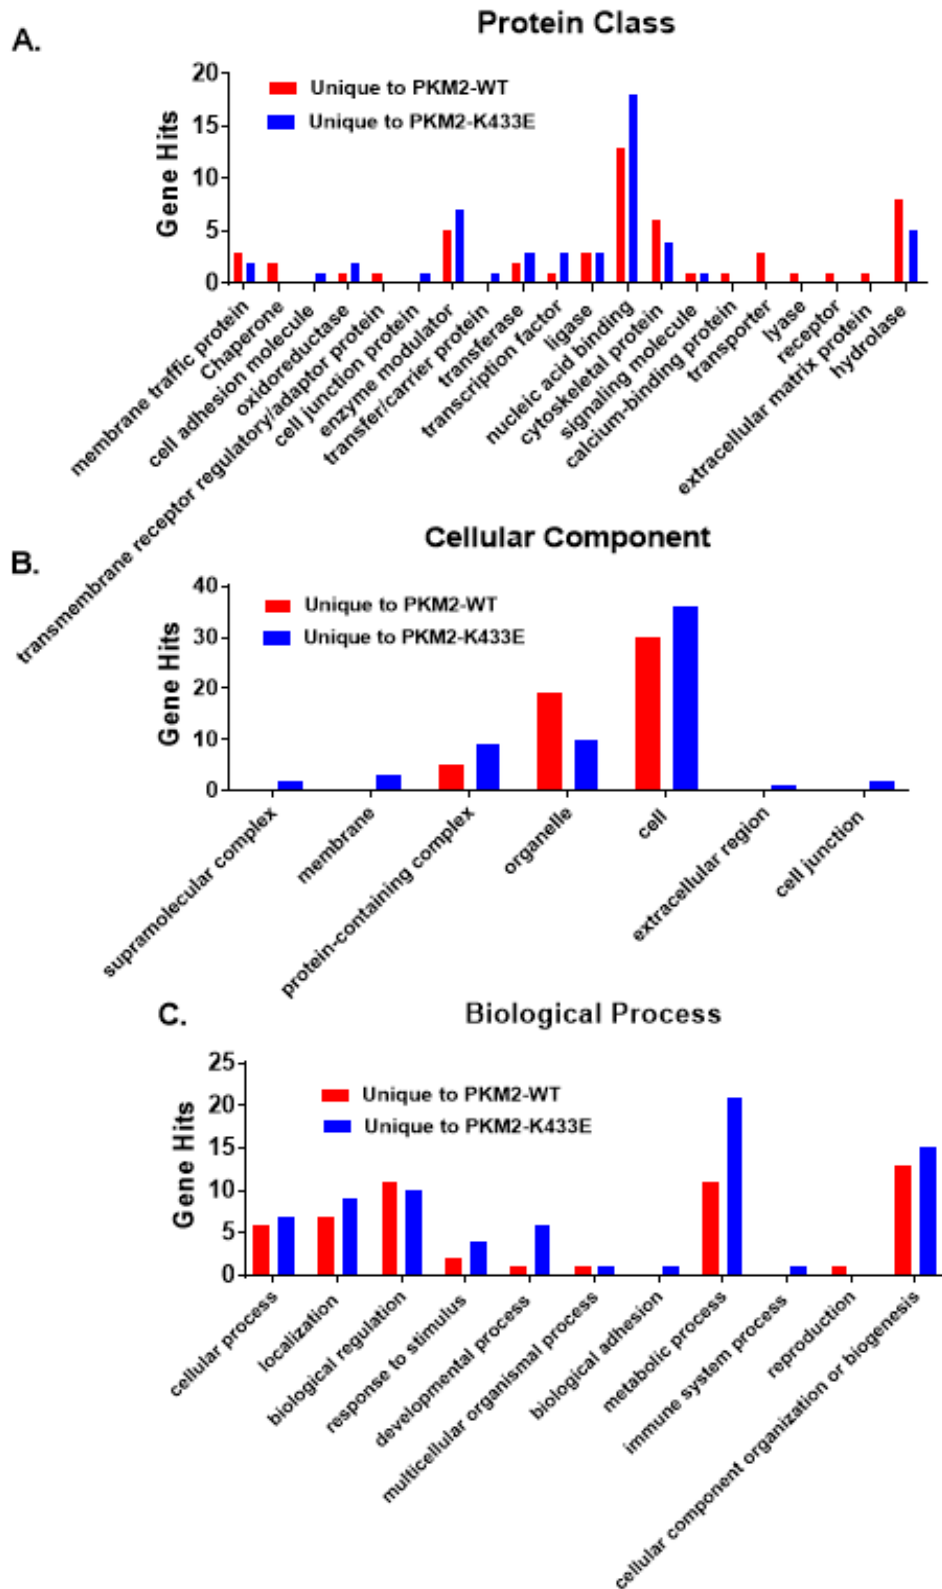 A.
Protein Class
Gene Hits
20
15
10
5
0
Unique to PKM2-WT
Unique to PKM2-K433E
membrane traffic protein
Chaperone
cell adhesion molecule
oxidoreductase
transmembrane receptor regulatory/adaptor protein
cell junction protein
enzyme modulator
transfer/carrier protein
transferase
transcription factor
ligase
nucleic acid binding
cytoskeletal protein
signaling molecule
calcium-binding protein
transporter
lyase
receptor
extracellular matrix protein
hydrolase
B.
Cellular Component
Gene Hits
40
30
20
10
0
Unique to PKM2-WT
Unique to PKM2-K433E
supramolecular complex
membrane
protein-containing complex
organelle
cell
extracellular region
cell junction
C.
Biological Process
Gene Hits
25
20
15
10
5
0
Unique to PKM2-WT
Unique to PKM2-K433E
cellular process
localization
biological regulation
response to stimulus
developmental process
multicellular organismal process
biological adhesion
metabolic process
immune system process
reproduction
cellular component organization or biogenesis